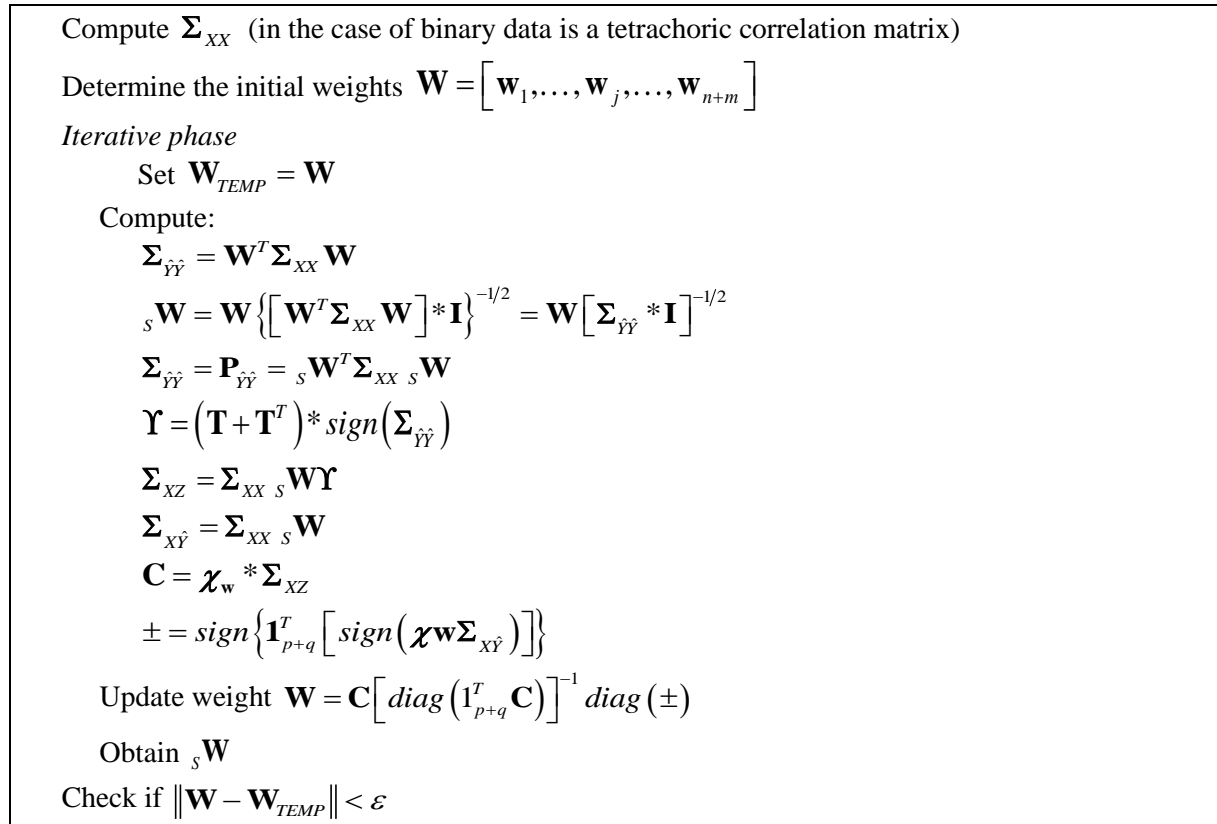 Compute Σ_XX (in the case of binary data is a tetrachoric correlation matrix)
Determine the initial weights W = [w_1,…, w_j,…, w_{n+m}]
Iterative phase
Set W_TEMP = W
Compute:
Σ_ŶŶ = W^T Σ_XX W
_S W = W{[W^T Σ_XX W]*I}^{-1/2} = W[Σ_ŶŶ *I]^{-1/2}
Σ_ŶŶ = P_ŶŶ = _S W^T Σ_XX _S W
ϒ = (T + T^T)* sign(Σ_ŶŶ)
Σ_XZ = Σ_XX _S Wϒ
Σ_XŶ = Σ_XX _S W
C = χ_w * Σ_XZ
± = sign{1^T_{p+q}[sign(χwΣ_XŶ)]}
Update weight W = C[diag(1^T_{p+q} C)]^{-1} diag(±)
Obtain _S W
Check if ‖W − W_TEMP‖ < ε